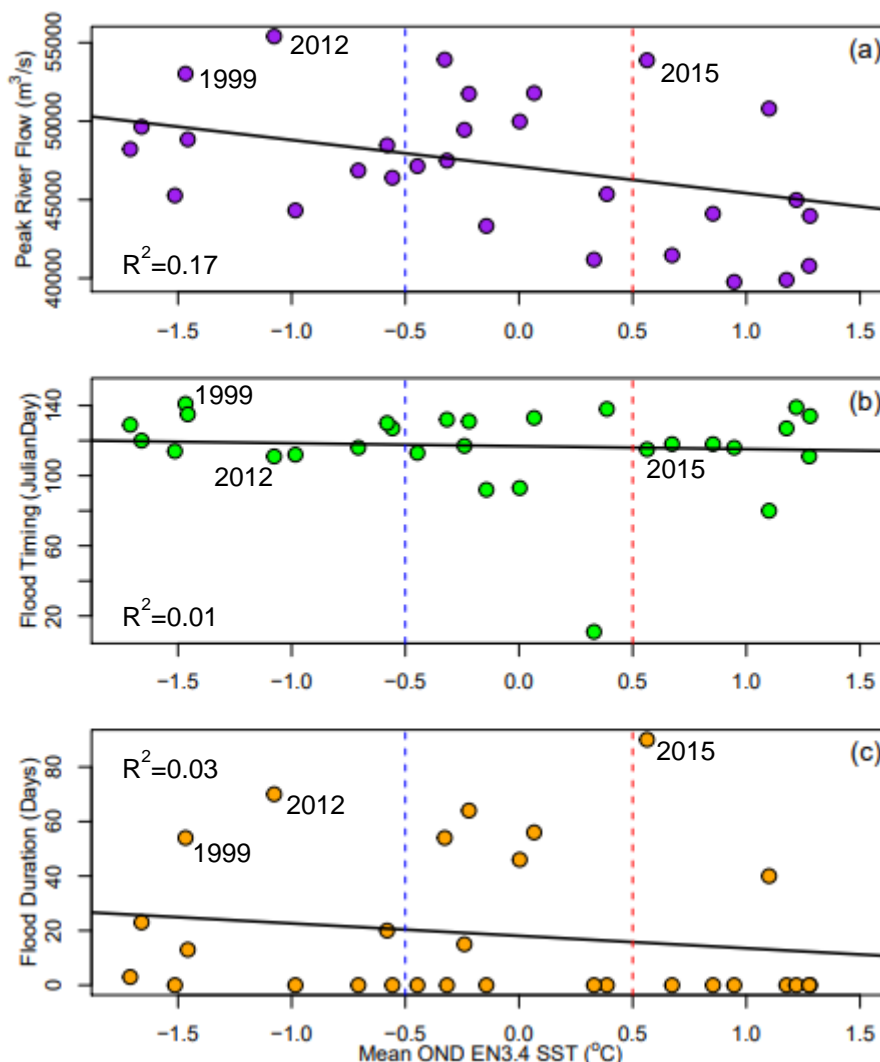 (a)
Peak River Flow (m³/s)
55000
50000
45000
40000
2012
1999
2015
R²=0.17
−1.5 −1.0 −0.5 0.0 0.5 1.0 1.5
(b)
Flood Timing (JulianDay)
140
100
60
20
1999
2012
2015
R²=0.01
−1.5 −1.0 −0.5 0.0 0.5 1.0 1.5
(c)
Flood Duration (Days)
80
60
40
20
0
R²=0.03
2015
2012
1999
−1.5 −1.0 −0.5 0.0 0.5 1.0 1.5
Mean OND EN3.4 SST (°C)